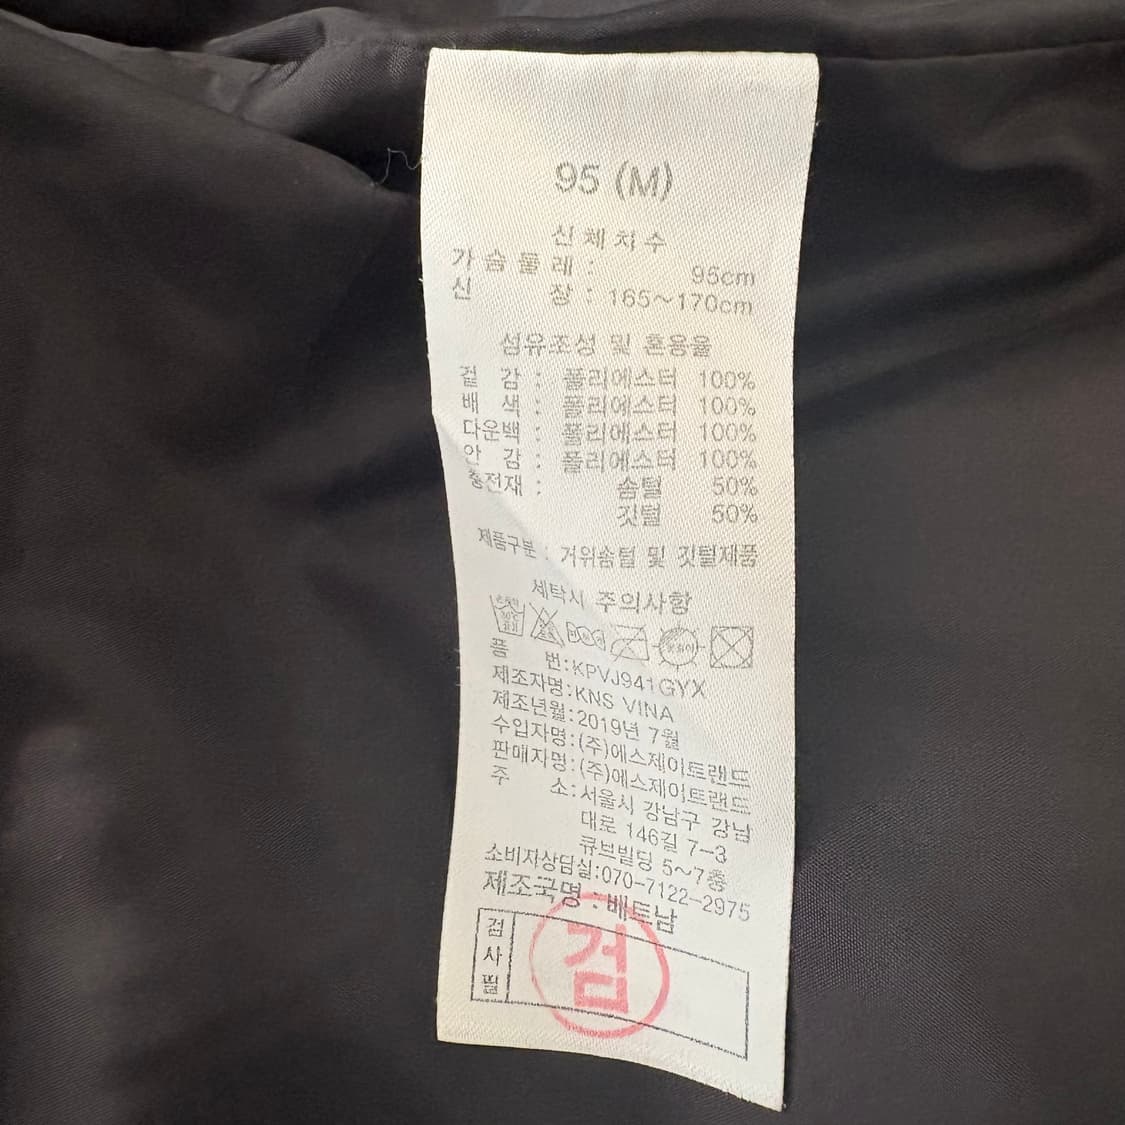 95 (M)
신체치수
가슴둘레 : 95cm
신 장 : 165~170cm
섬유조성 및 혼용율
겉 감 : 폴리에스터 100%
배 색 : 폴리에스터 100%
다운백 : 폴리에스터 100%
안 감 : 폴리에스터 100%
충전재 : 솜털 50%
깃털 50%
제품구분 : 거위솜털 및 깃털제품
세탁시 주의사항
품 번:KPVJ941GYX
제조자명:KNS VINA
제조년월:2019년 7월
수입자명:(주)에스제이트랜드
판매자명:(주)에스제이트랜드
주 소:서울시 강남구 강남
대로 146길 7-3
큐브빌딩 5~7층
소비자상담실:070-7122-2975
제조국명 : 베트남
검사필
검